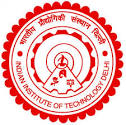 भारतीय प्रौद्योगिकी संस्थान दिल्ली
INDIAN INSTITUTE OF TECHNOLOGY DELHI